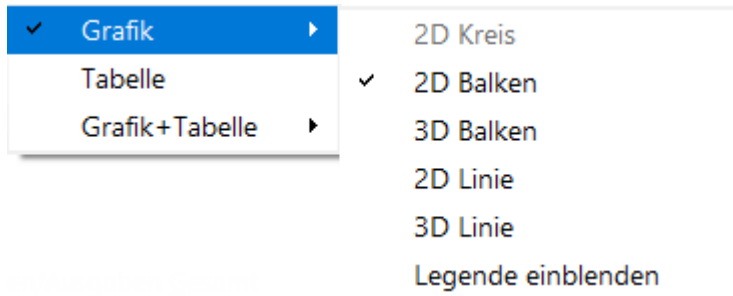 Grafik
Tabelle
Grafik+Tabelle
2D Kreis
2D Balken
3D Balken
2D Linie
3D Linie
Legende einblenden